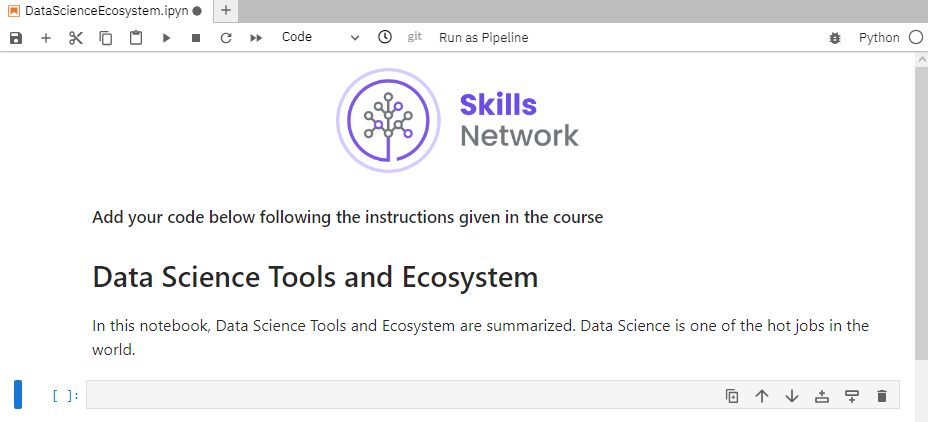 DataScienceEcosystem.ipyn
Code
git
Run as Pipeline
Python
Skills
Network
Add your code below following the instructions given in the course
Data Science Tools and Ecosystem
In this notebook, Data Science Tools and Ecosystem are summarized. Data Science is one of the hot jobs in the
world.
[ ]: